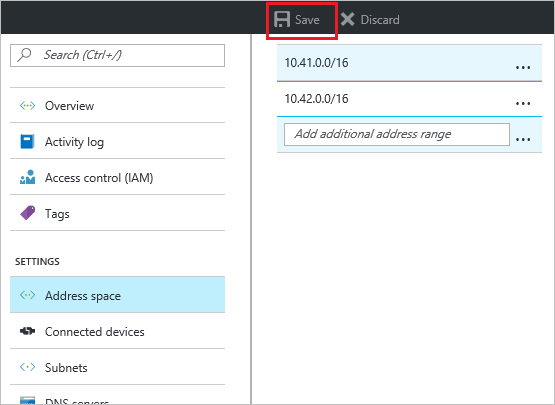 Save
Discard
Search (Ctrl+/)
Overview
Activity log
Access control (IAM)
Tags
SETTINGS
Address space
Connected devices
Subnets
DNS servers
10.41.0.0/16
...
10.42.0.0/16
...
Add additional address range
...